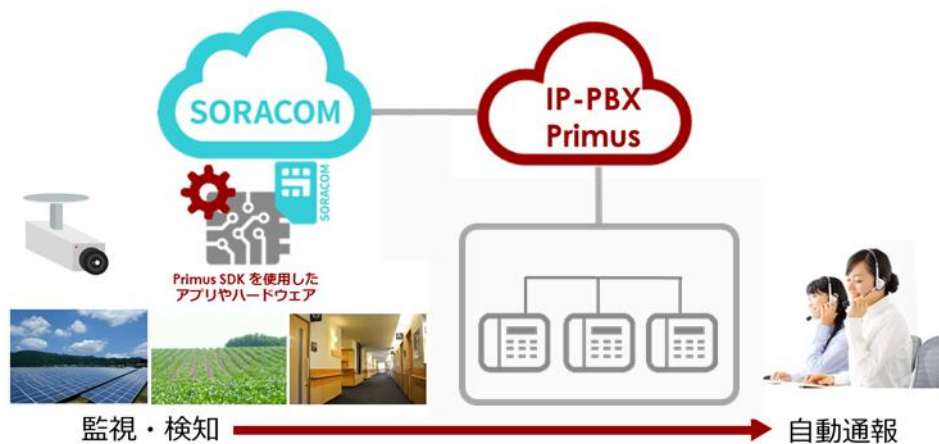 SORACOM
IP-PBX
Primus
SORACOM
Primus SDK を使用した
アプリやハードウェア
監視・検知
自動通報